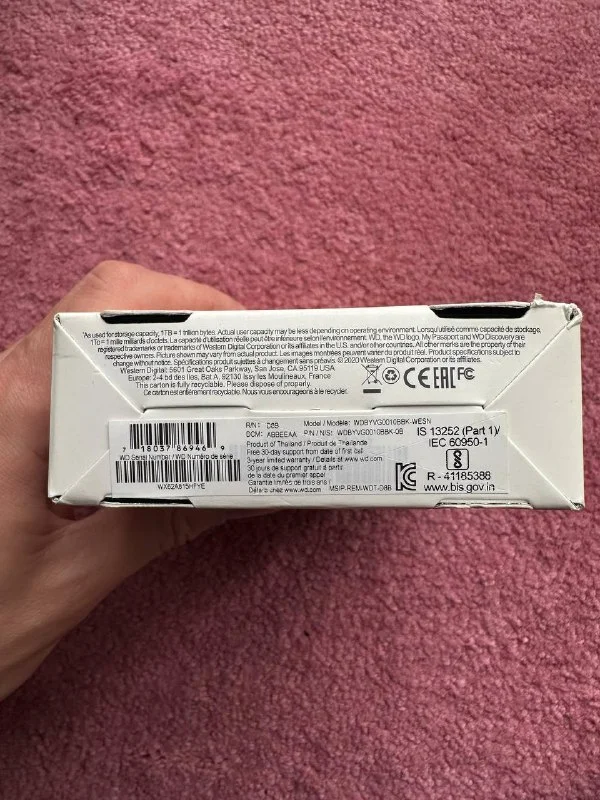 *As used for storage capacity, 1TB = 1 trillion bytes. Actual user capacity may be less depending on operating environment. Lorsqu'utilisé comme capacité de stockage,
1To = 1 mille milliards d'octets. La capacité d'utilisation réelle peut être inférieure selon l'environnement. WD, the WD logo, My Passport and WD Discovery are
registered trademarks or trademarks of Western Digital Corporation or its affiliates in the U.S. and/or other countries. All other marks are the property of their
respective owners. Picture shown may vary from actual product. Les images montrées peuvent varier du produit réel. Product specifications subject to
change without notice. Spécifications produits à changement sans préavis. © 2020 Western Digital Corporation or its affiliates.
Western Digital: 5601 Great Oaks Parkway, San Jose, CA 95119 USA
Europe: 2-4 bd des Iles, Bat A, 92130 Issy les Moulineaux, France
This carton is fully recyclable. Please dispose of properly.
Ce carton est entièrement recyclable. Nous vous encourageons à le recycler.
CE EAC FC
7 18037 86946 9
WD Serial Number / WD Numéro de série
R/N: D8B Model / Modèle: WDBYVG0010BBK-WESN
DCM: ABBEEAA P/N / NIS: WDBYVG0010BBK-0B
Product of Thailand / Produit de Thailande
Free 30-day support from date of first call
3-year limited warranty / Details at www.wd.com
30 jours de support gratuit à partir
de la date du premier appel
Garantie limitée de trois ans /
Détails chez www.wd.com
MSIP-REM-WDT-D8B
IS 13252 (Part 1)/
IEC 60950-1
R - 41185388
www.bis.gov.in